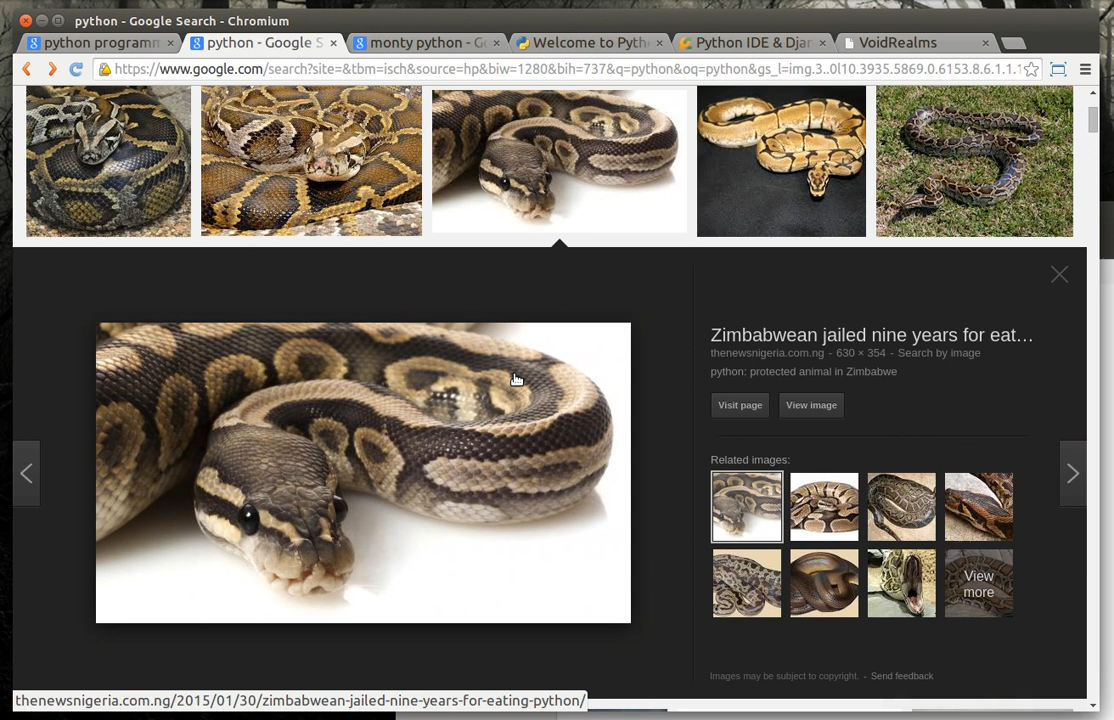 python - Google Search - Chromium
python programm
python - Google S
monty python - G
Welcome to Pyth
Python IDE & Djan
VoidRealms
https://www.google.com/search?site=&tbm=isch&source=hp&biw=1280&bih=737&q=python&oq=python&gs_l=img.3..0l10.3935.5869.0.6153.8.6.1.1.1
Zimbabwean jailed nine years for eat…
thenewsnigeria.com.ng - 630 × 354 - Search by image
python: protected animal in Zimbabwe
Visit page
View image
Related images:
View
more
Images may be subject to copyright. - Send feedback
thenewsnigeria.com.ng/2015/01/30/zimbabwean-jailed-nine-years-for-eating-python/